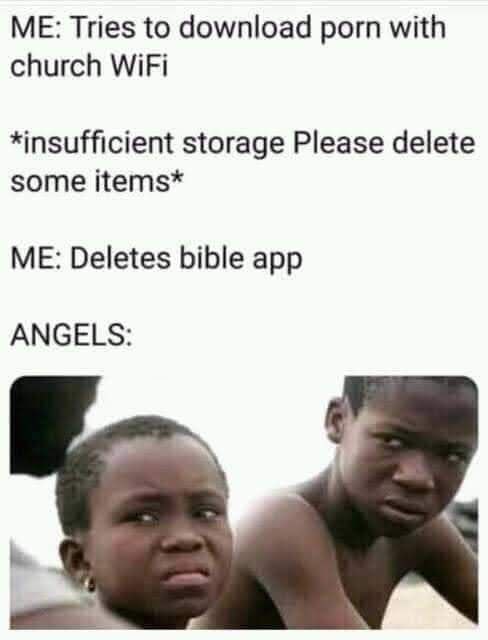 ME: Tries to download porn with
church WiFi
*insufficient storage Please delete
some items*
ME: Deletes bible app
ANGELS: